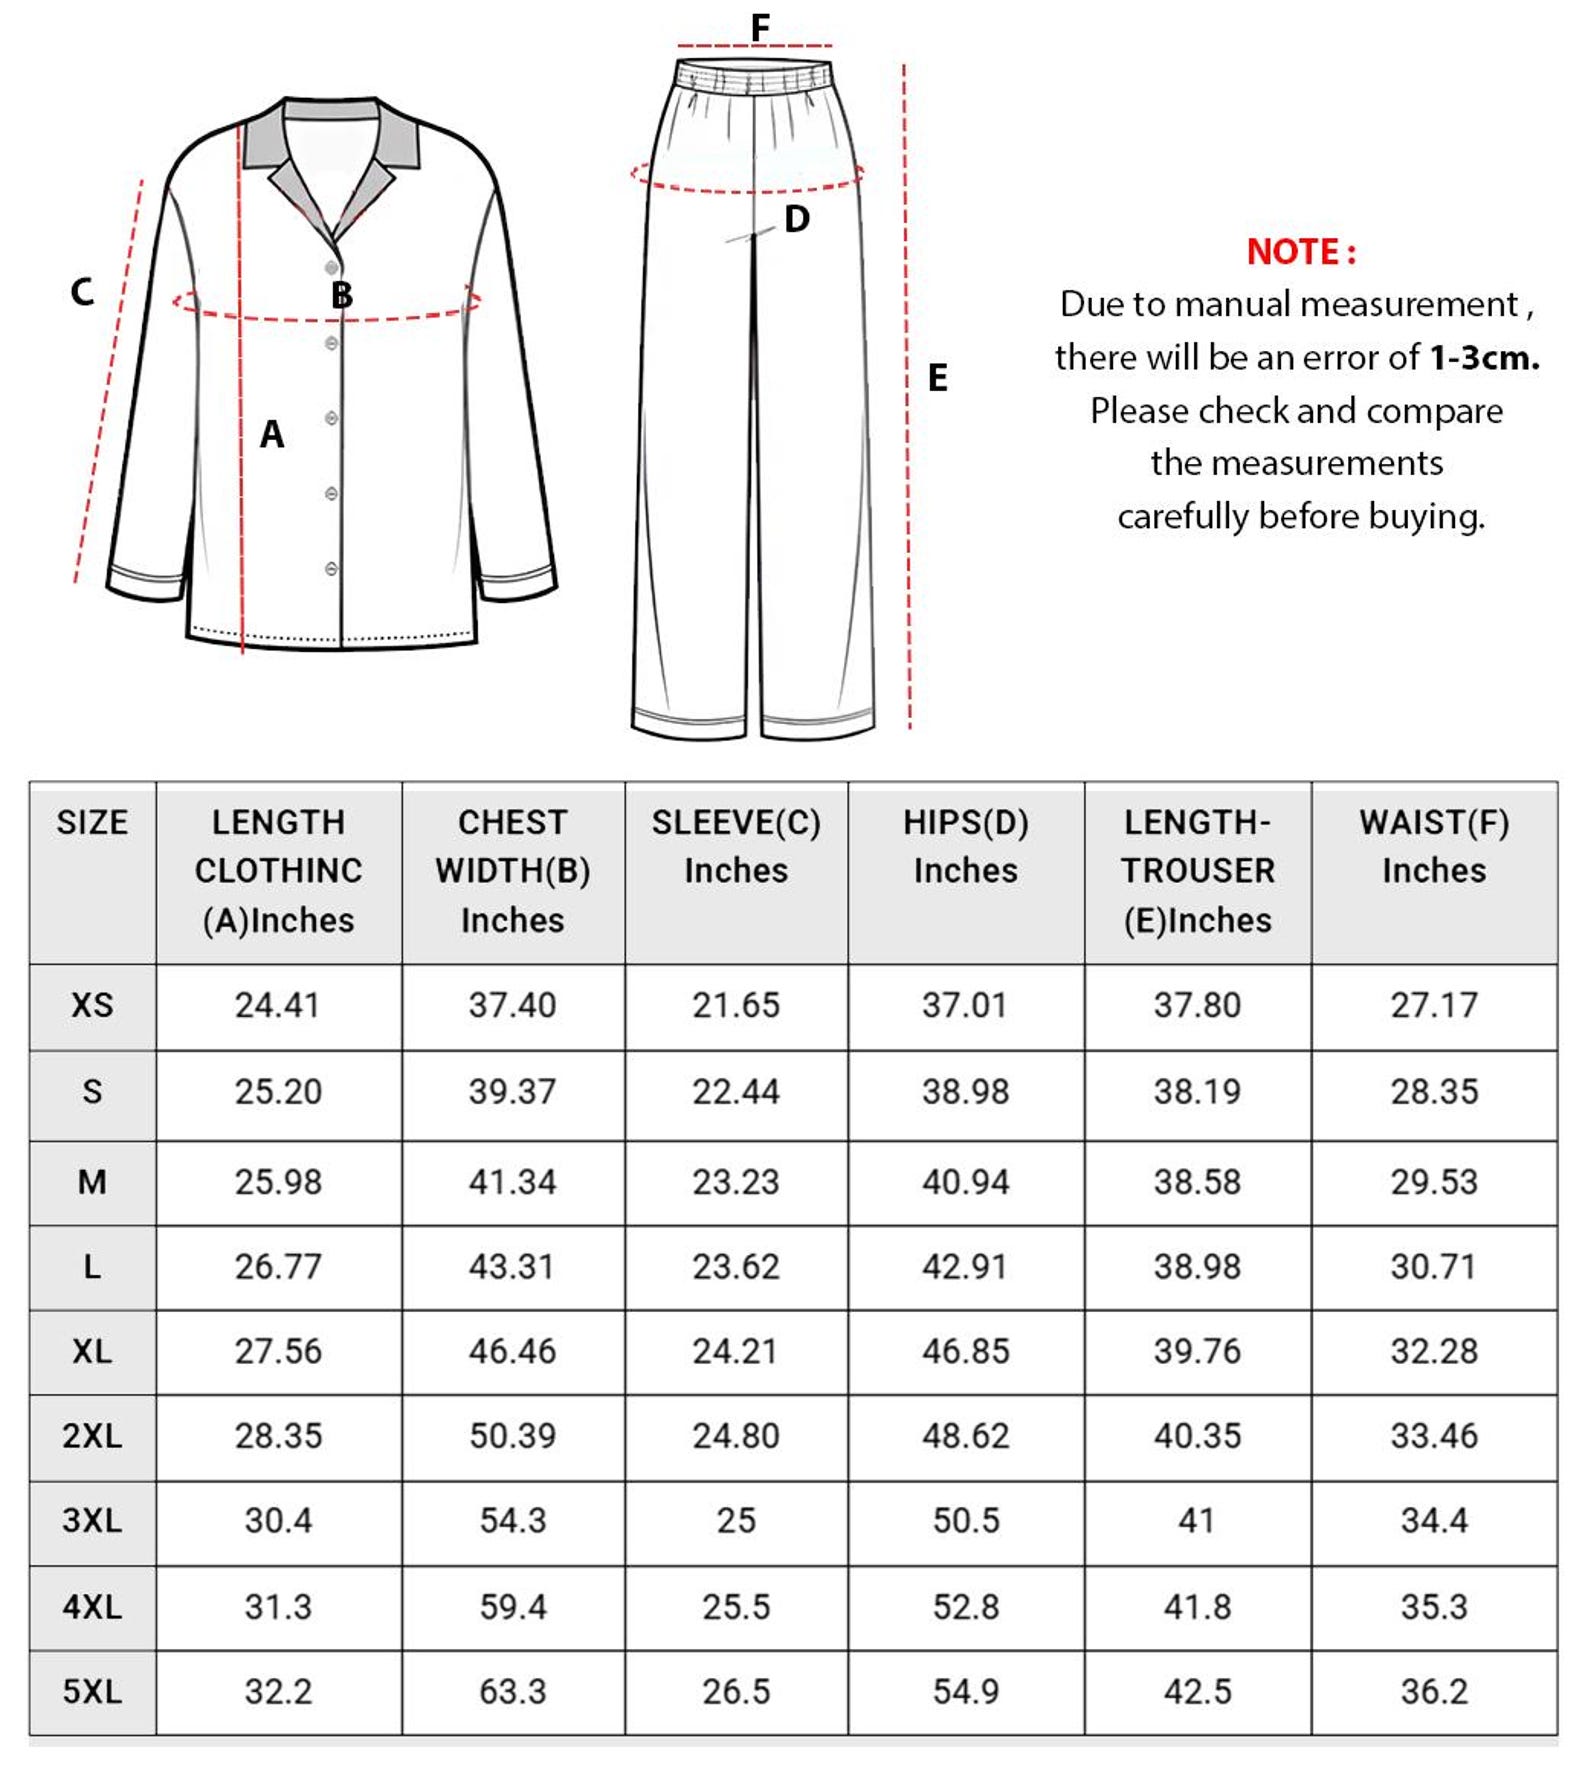 F
C
B
A
D
E
NOTE :
Due to manual measurement ,
there will be an error of 1-3cm.
Please check and compare
the measurements
carefully before buying.
SIZE
LENGTH
CLOTHINC
(A)Inches
CHEST
WIDTH(B)
Inches
SLEEVE(C)
Inches
HIPS(D)
Inches
LENGTH-
TROUSER
(E)Inches
WAIST(F)
Inches
XS 24.41 37.40 21.65 37.01 37.80 27.17
S 25.20 39.37 22.44 38.98 38.19 28.35
M 25.98 41.34 23.23 40.94 38.58 29.53
L 26.77 43.31 23.62 42.91 38.98 30.71
XL 27.56 46.46 24.21 46.85 39.76 32.28
2XL 28.35 50.39 24.80 48.62 40.35 33.46
3XL 30.4 54.3 25 50.5 41 34.4
4XL 31.3 59.4 25.5 52.8 41.8 35.3
5XL 32.2 63.3 26.5 54.9 42.5 36.2